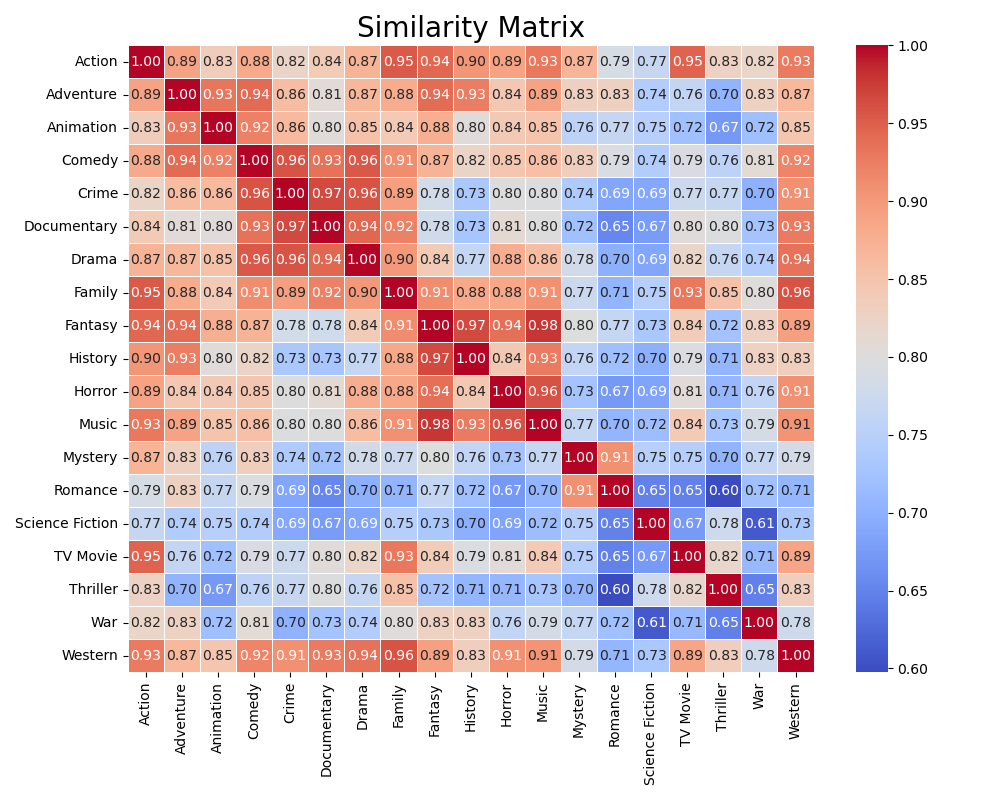 Similarity Matrix
Action 1.00 0.89 0.83 0.88 0.82 0.84 0.87 0.95 0.94 0.90 0.89 0.93 0.87 0.79 0.77 0.95 0.83 0.82 0.93
Adventure 0.89 1.00 0.93 0.94 0.86 0.81 0.87 0.88 0.94 0.93 0.84 0.89 0.83 0.83 0.74 0.76 0.70 0.83 0.87
Animation 0.83 0.93 1.00 0.92 0.86 0.80 0.85 0.84 0.88 0.80 0.84 0.85 0.76 0.77 0.75 0.72 0.67 0.72 0.85
Comedy 0.88 0.94 0.92 1.00 0.96 0.93 0.96 0.91 0.87 0.82 0.85 0.86 0.83 0.79 0.74 0.79 0.76 0.81 0.92
Crime 0.82 0.86 0.86 0.96 1.00 0.97 0.96 0.89 0.78 0.73 0.80 0.80 0.74 0.69 0.69 0.77 0.77 0.70 0.91
Documentary 0.84 0.81 0.80 0.93 0.97 1.00 0.94 0.92 0.78 0.73 0.81 0.80 0.72 0.65 0.67 0.80 0.80 0.73 0.93
Drama 0.87 0.87 0.85 0.96 0.96 0.94 1.00 0.90 0.84 0.77 0.88 0.86 0.78 0.70 0.69 0.82 0.76 0.74 0.94
Family 0.95 0.88 0.84 0.91 0.89 0.92 0.90 1.00 0.91 0.88 0.88 0.91 0.77 0.71 0.75 0.93 0.85 0.80 0.96
Fantasy 0.94 0.94 0.88 0.87 0.78 0.78 0.84 0.91 1.00 0.97 0.94 0.98 0.80 0.77 0.73 0.84 0.72 0.83 0.89
History 0.90 0.93 0.80 0.82 0.73 0.73 0.77 0.88 0.97 1.00 0.84 0.93 0.76 0.72 0.70 0.79 0.71 0.83 0.83
Horror 0.89 0.84 0.84 0.85 0.80 0.81 0.88 0.88 0.94 0.84 1.00 0.96 0.73 0.67 0.69 0.81 0.71 0.76 0.91
Music 0.93 0.89 0.85 0.86 0.80 0.80 0.86 0.91 0.98 0.93 0.96 1.00 0.77 0.70 0.72 0.84 0.73 0.79 0.91
Mystery 0.87 0.83 0.76 0.83 0.74 0.72 0.78 0.77 0.80 0.76 0.73 0.77 1.00 0.91 0.75 0.75 0.70 0.77 0.79
Romance 0.79 0.83 0.77 0.79 0.69 0.65 0.70 0.71 0.77 0.72 0.67 0.70 0.91 1.00 0.65 0.65 0.60 0.72 0.71
Science Fiction 0.77 0.74 0.75 0.74 0.69 0.67 0.69 0.75 0.73 0.70 0.69 0.72 0.75 0.65 1.00 0.67 0.78 0.61 0.73
TV Movie 0.95 0.76 0.72 0.79 0.77 0.80 0.82 0.93 0.84 0.79 0.81 0.84 0.75 0.65 0.67 1.00 0.82 0.71 0.89
Thriller 0.83 0.70 0.67 0.76 0.77 0.80 0.76 0.85 0.72 0.71 0.71 0.73 0.70 0.60 0.78 0.82 1.00 0.65 0.83
War 0.82 0.83 0.72 0.81 0.70 0.73 0.74 0.80 0.83 0.83 0.76 0.79 0.77 0.72 0.61 0.71 0.65 1.00 0.78
Western 0.93 0.87 0.85 0.92 0.91 0.93 0.94 0.96 0.89 0.83 0.91 0.91 0.79 0.71 0.73 0.89 0.83 0.78 1.00
Action
Adventure
Animation
Comedy
Crime
Documentary
Drama
Family
Fantasy
History
Horror
Music
Mystery
Romance
Science Fiction
TV Movie
Thriller
War
Western
1.00
0.95
0.90
0.85
0.80
0.75
0.70
0.65
0.60